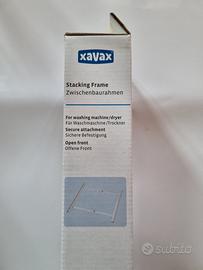 xavax
Stacking Frame
Zwischenbaurahmen
For washing machine/dryer
Für Waschmaschine/Trockner
Secure attachment
Sichere Befestigung
Open front
Offene Front
subito